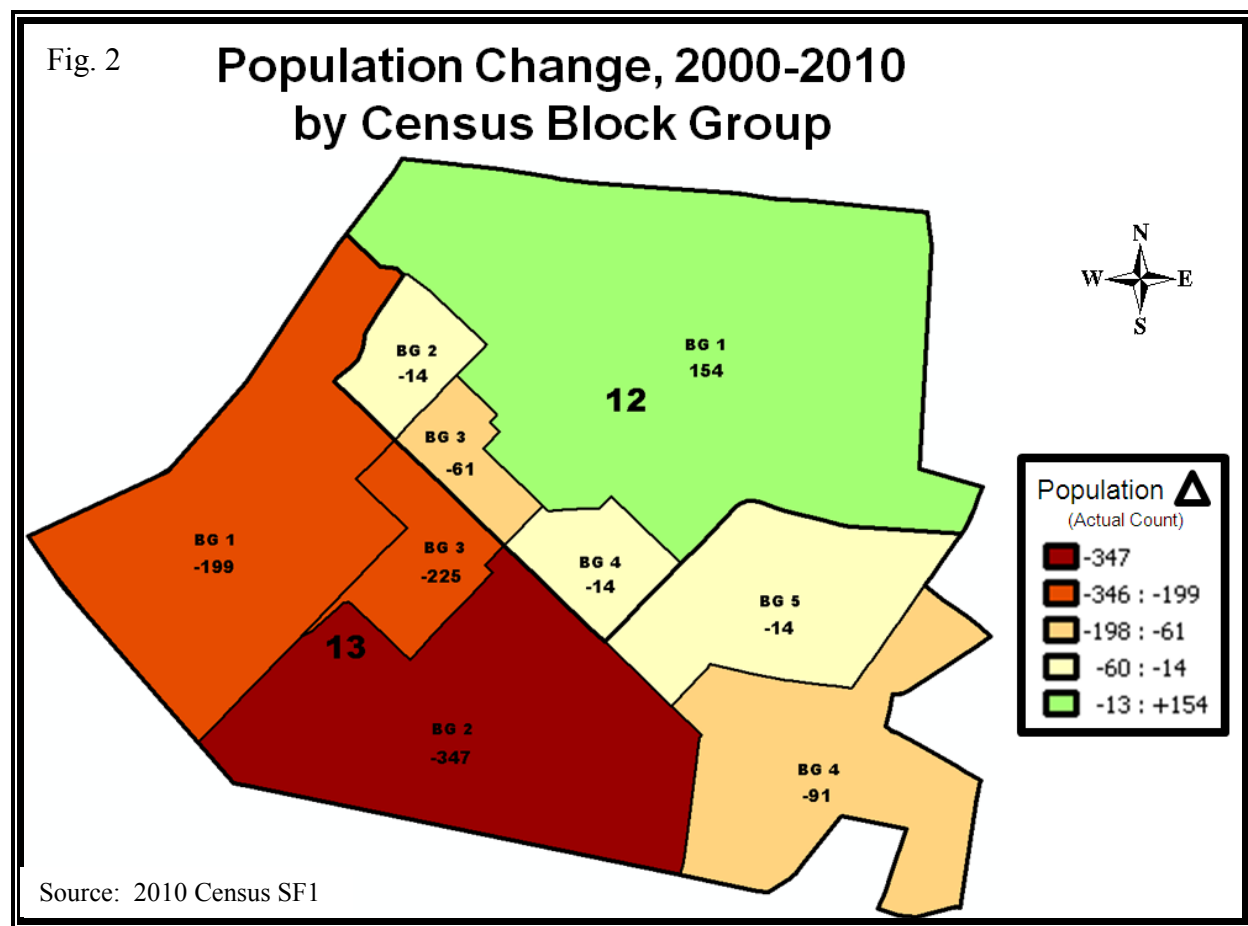 Fig. 2
Population Change, 2000-2010
by Census Block Group
N
W E
S
BG 1
154
BG 2
-14
12
BG 3
-61
BG 1
-199
BG 3
-225
BG 4
-14
BG 5
-14
13
BG 2
-347
BG 4
-91
Population Δ
(Actual Count)
-347
-346 : -199
-198 : -61
-60 : -14
-13 : +154
Source: 2010 Census SF1